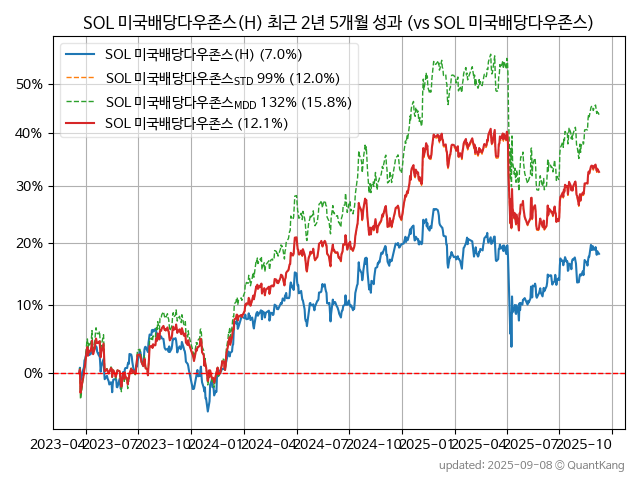 SOL 미국배당다우존스(H) 최근 2년 5개월 성과 (vs SOL 미국배당다우존스)
SOL 미국배당다우존스(H) (7.0%)
SOL 미국배당다우존스STD 99% (12.0%)
SOL 미국배당다우존스MDD 132% (15.8%)
SOL 미국배당다우존스 (12.1%)
50%
40%
30%
20%
10%
0%
2023-04
2023-07
2023-10
2024-01
2024-04
2024-07
2024-10
2025-01
2025-04
2025-07
2025-10
updated: 2025-09-08 © QuantKang